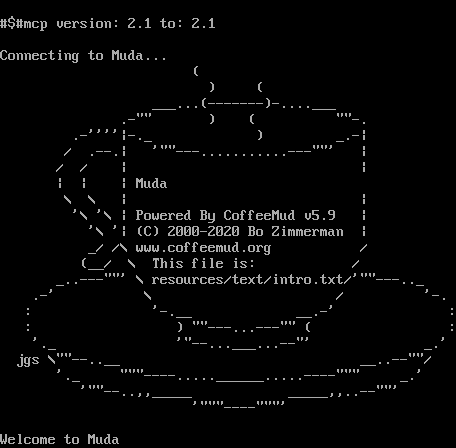 #$#mcp version: 2.1 to: 2.1
Connecting to Muda...
Muda
Powered By CoffeeMud v5.9
(C) 2000-2020 Bo Zimmerman
www.coffeemud.org
This file is:
resources/text/intro.txt
jgs
Welcome to Muda